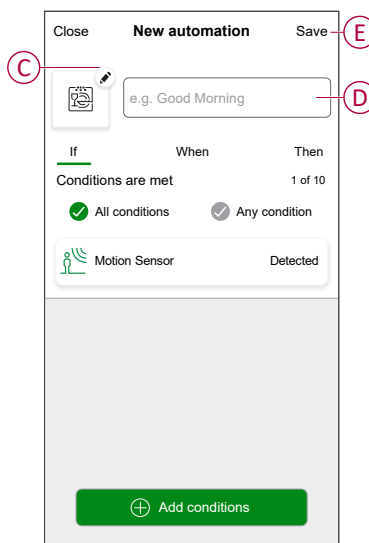 Close New automation Save E
C
e.g. Good Morning D
If When Then
Conditions are met 1 of 10
All conditions Any condition
Motion Sensor Detected
Add conditions